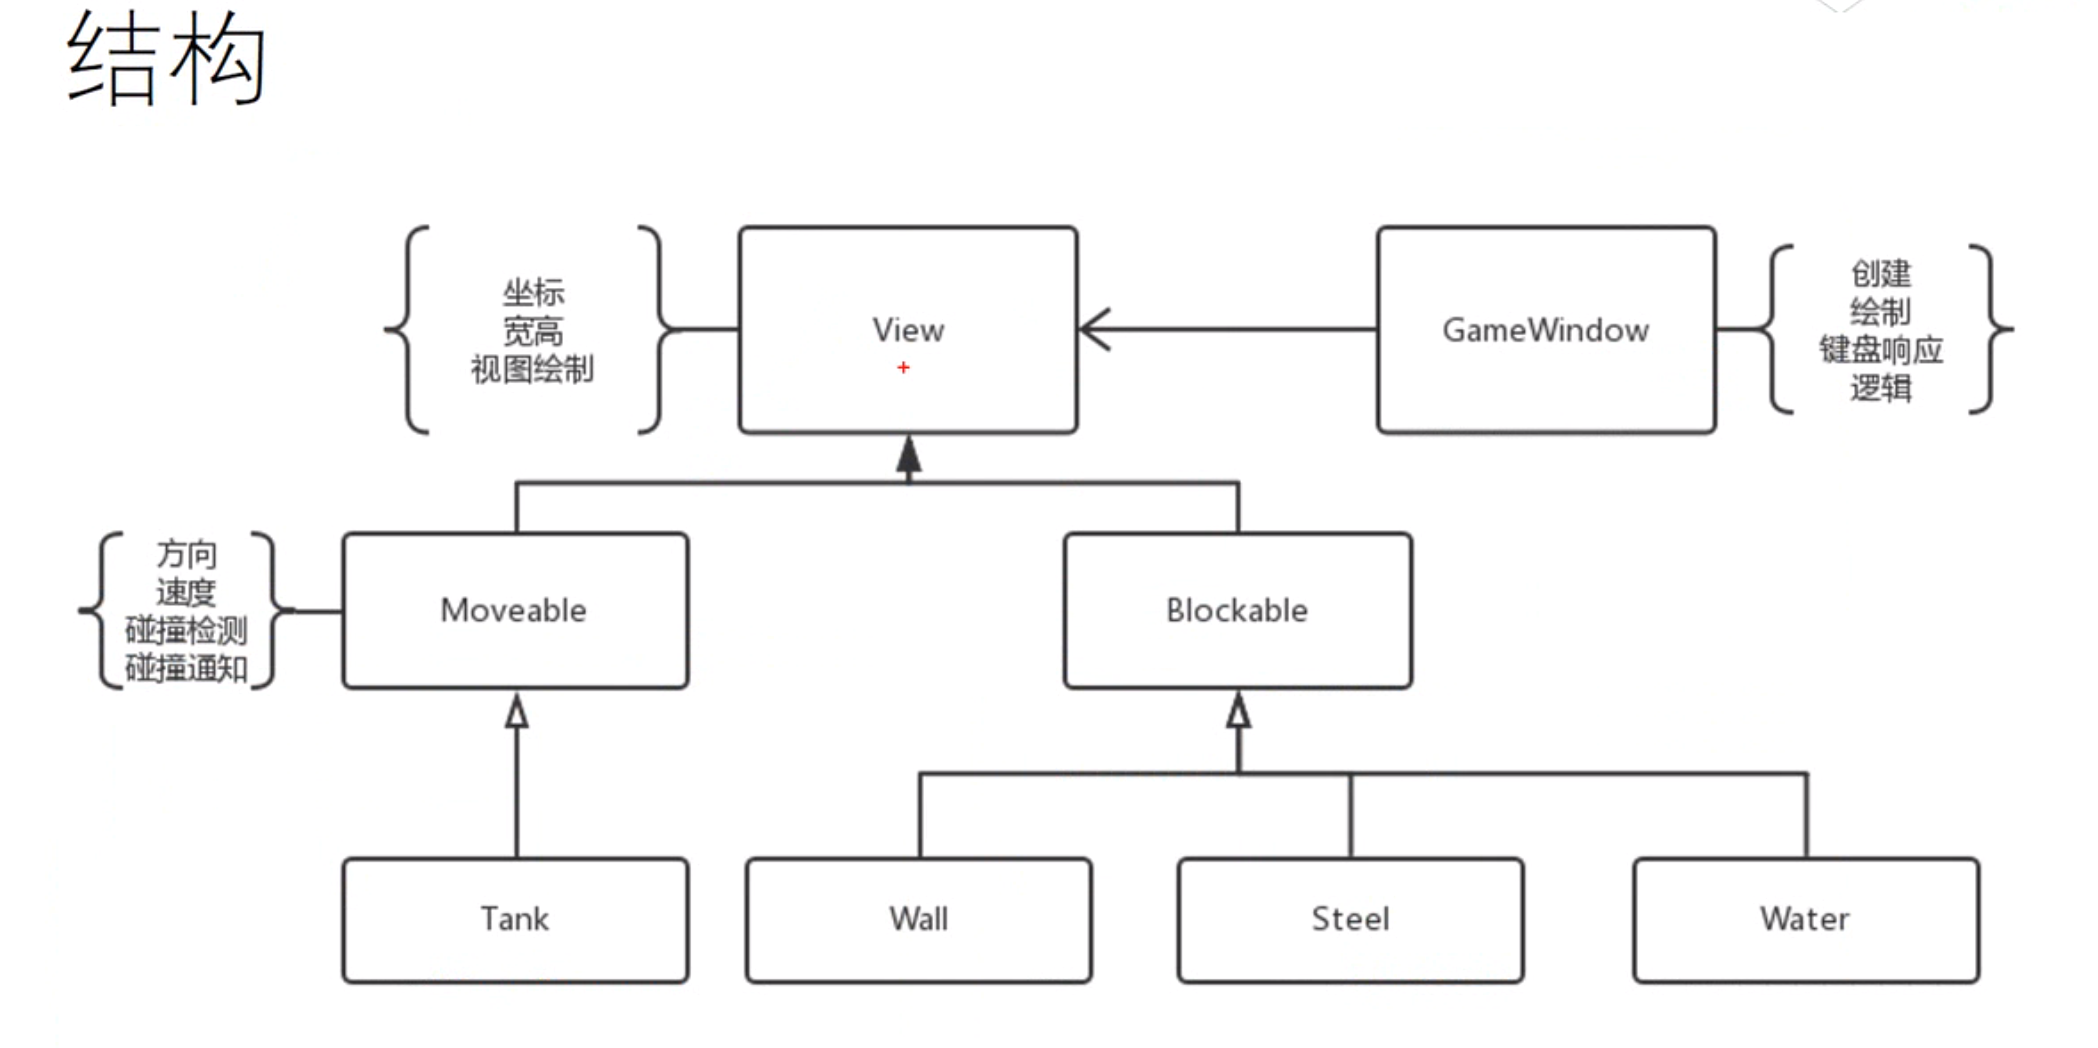 结构
坐标
宽高
视图绘制
View
GameWindow
创建
绘制
键盘响应
逻辑
方向
速度
碰撞检测
碰撞通知
Moveable
Blockable
Tank
Wall
Steel
Water